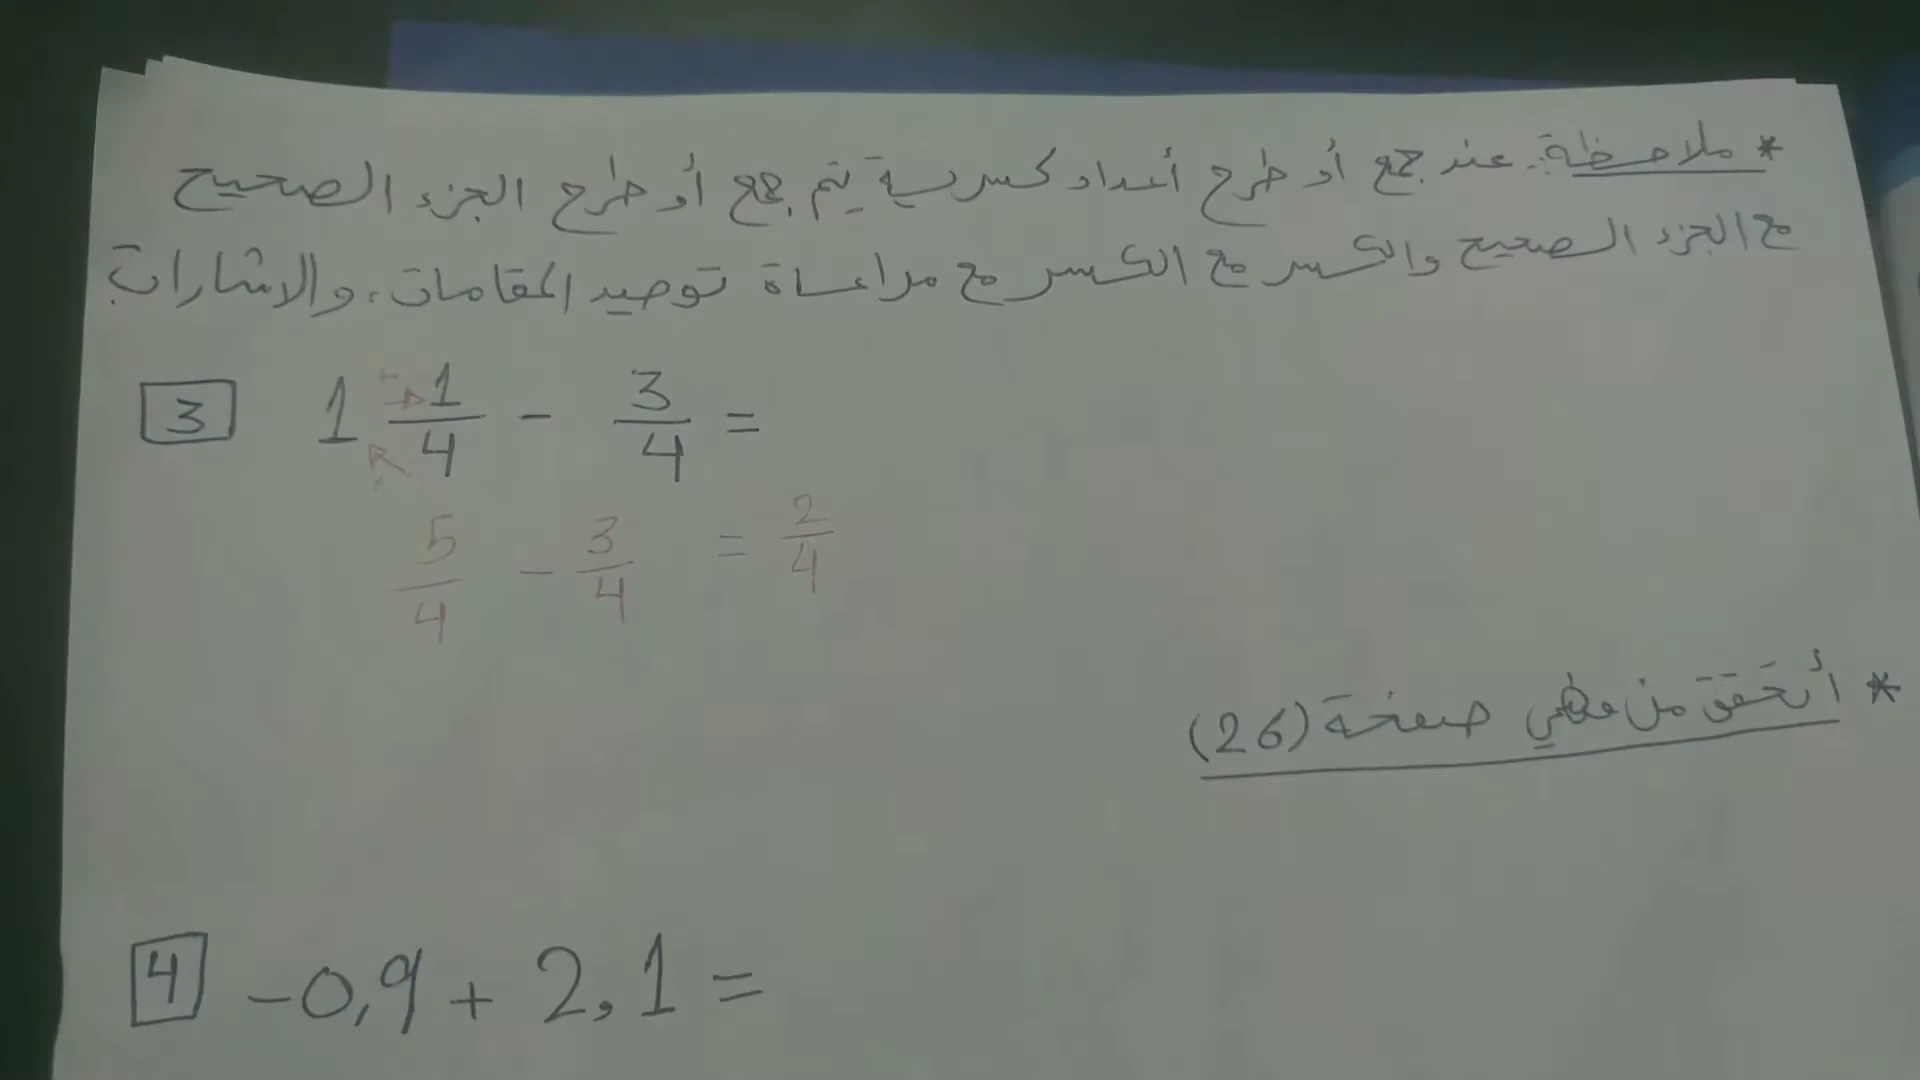 * ملاحظة: عند جمع أو طرح أعداد كسرية يتم جمع أو طرح الجزء الصحيح
مع الجزء الصحيح والكسر مع الكسر مع مراعاة توحيد المقامات، والاشارات
3 1 1/4 - 3/4 =
5/4 - 3/4 = 2/4
* أتحقق من فهمي صفحة (26)
4 -0,9 + 2,1 =